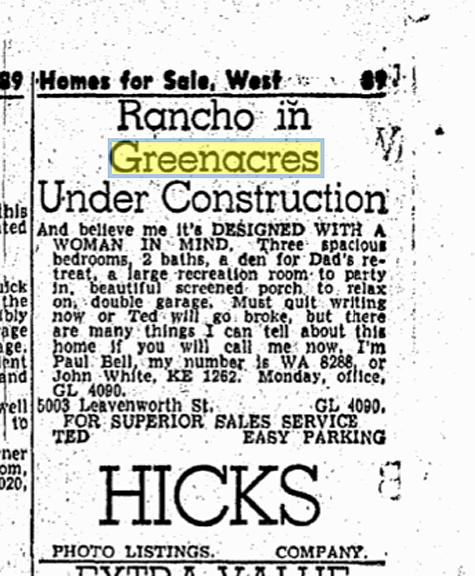 89 Homes for Sale, West 89
Rancho in
Greenacres
Under Construction
And believe me it's DESIGNED WITH A
WOMAN IN MIND. Three spacious
bedrooms, 2 baths, a den for Dad's re-
treat, a large recreation room to party
in, beautiful screened porch to relax
on, double garage. Must quit writing
now or Ted will go broke, but there
are many things I can tell about this
home if you will call me now. I'm
Paul Bell, my number is WA 8288, or
John White, KE 1262. Monday, office,
GL 4090.
5003 Leavenworth St. GL 4090.
FOR SUPERIOR SALES SERVICE
TED EASY PARKING
HICKS
PHOTO LISTINGS. COMPANY.
EXTRA VALUE